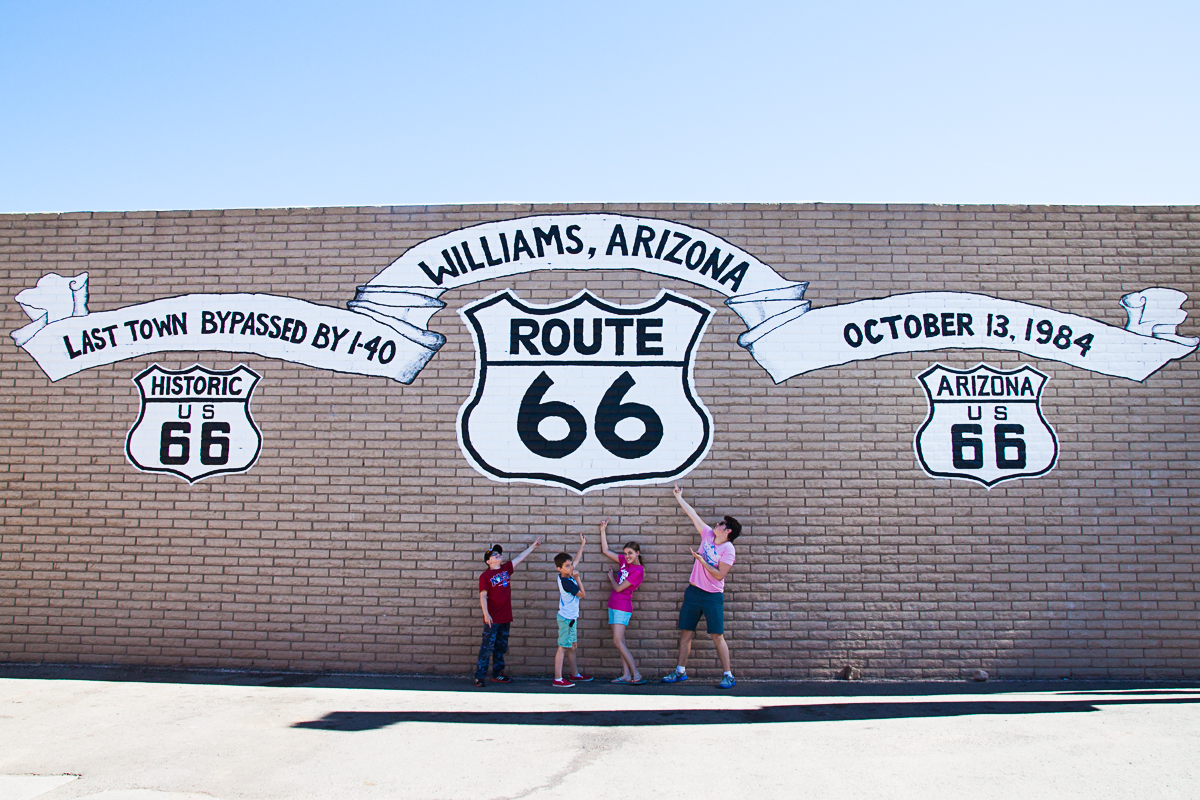 WILLIAMS, ARIZONA
LAST TOWN BYPASSED BY I-40
OCTOBER 13, 1984
HISTORIC
US
66
ROUTE
66
ARIZONA
US
66